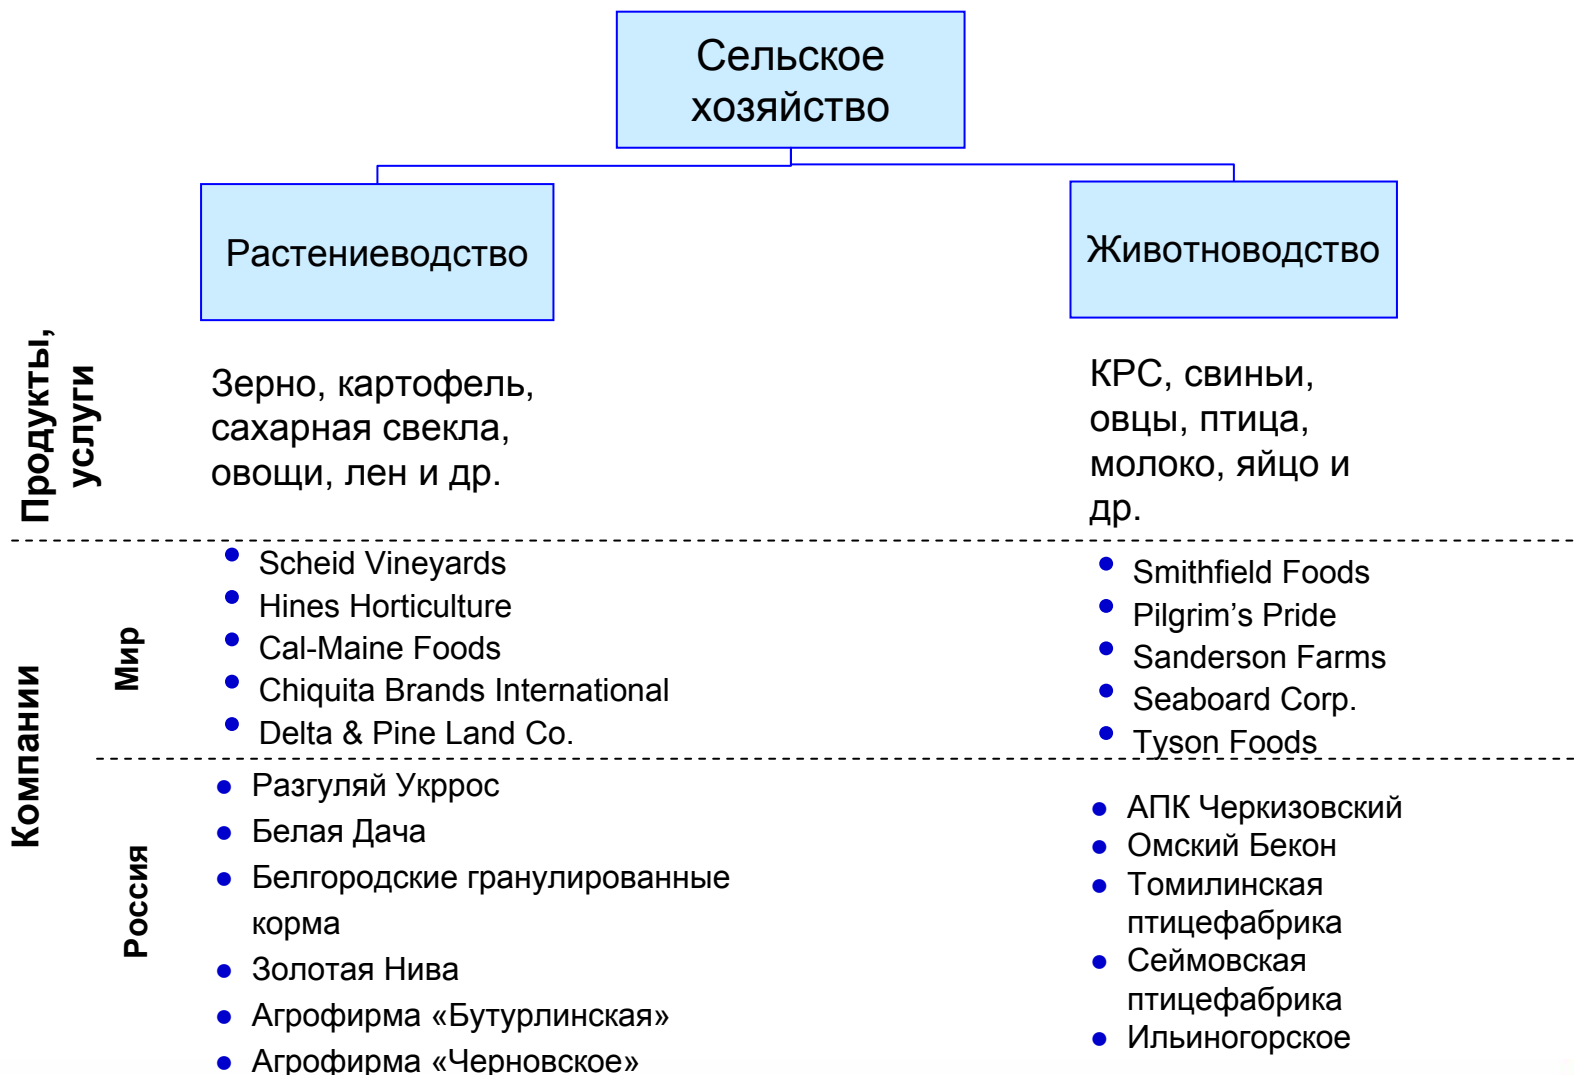 Сельское
хозяйство
Растениеводство
Животноводство
Продукты,
услуги
Зерно, картофель,
сахарная свекла,
овощи, лен и др.
КРС, свиньи,
овцы, птица,
молоко, яйцо и
др.
Компании
Мир
Scheid Vineyards
Hines Horticulture
Cal-Maine Foods
Chiquita Brands International
Delta & Pine Land Co.
Smithfield Foods
Pilgrim’s Pride
Sanderson Farms
Seaboard Corp.
Tyson Foods
Россия
Разгуляй Укррос
Белая Дача
Белгородские гранулированные
корма
Золотая Нива
Агрофирма «Бутурлинская»
Агрофирма «Черновское»
АПК Черкизовский
Омский Бекон
Томилинская
птицефабрика
Сеймовская
птицефабрика
Ильиногорское